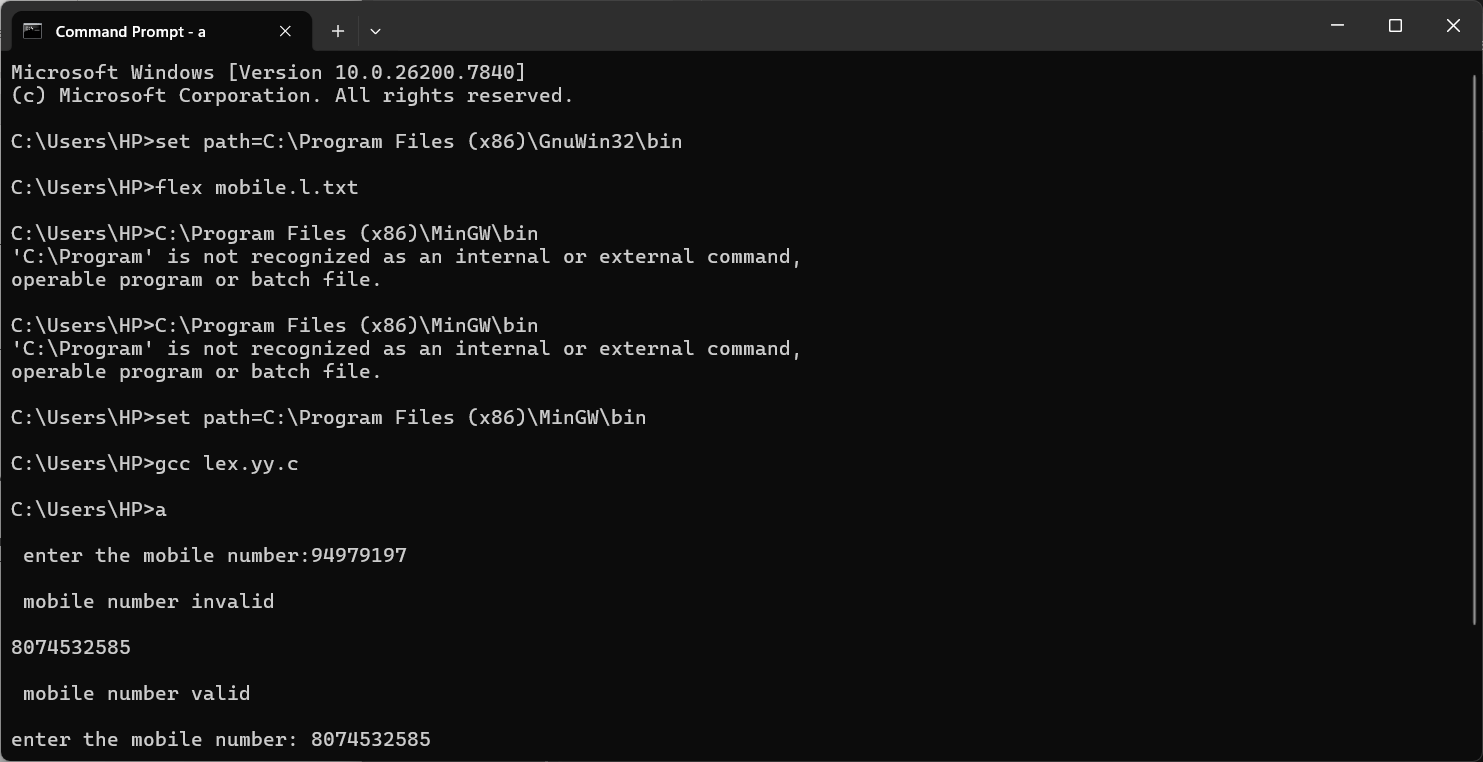 Command Prompt - a
Microsoft Windows [Version 10.0.26200.7840]
(c) Microsoft Corporation. All rights reserved.
C:\Users\HP>set path=C:\Program Files (x86)\GnuWin32\bin
C:\Users\HP>flex mobile.l.txt
C:\Users\HP>C:\Program Files (x86)\MinGW\bin
'C:\Program' is not recognized as an internal or external command,
operable program or batch file.
C:\Users\HP>C:\Program Files (x86)\MinGW\bin
'C:\Program' is not recognized as an internal or external command,
operable program or batch file.
C:\Users\HP>set path=C:\Program Files (x86)\MinGW\bin
C:\Users\HP>gcc lex.yy.c
C:\Users\HP>a
enter the mobile number:94979197
mobile number invalid
8074532585
mobile number valid
enter the mobile number: 8074532585